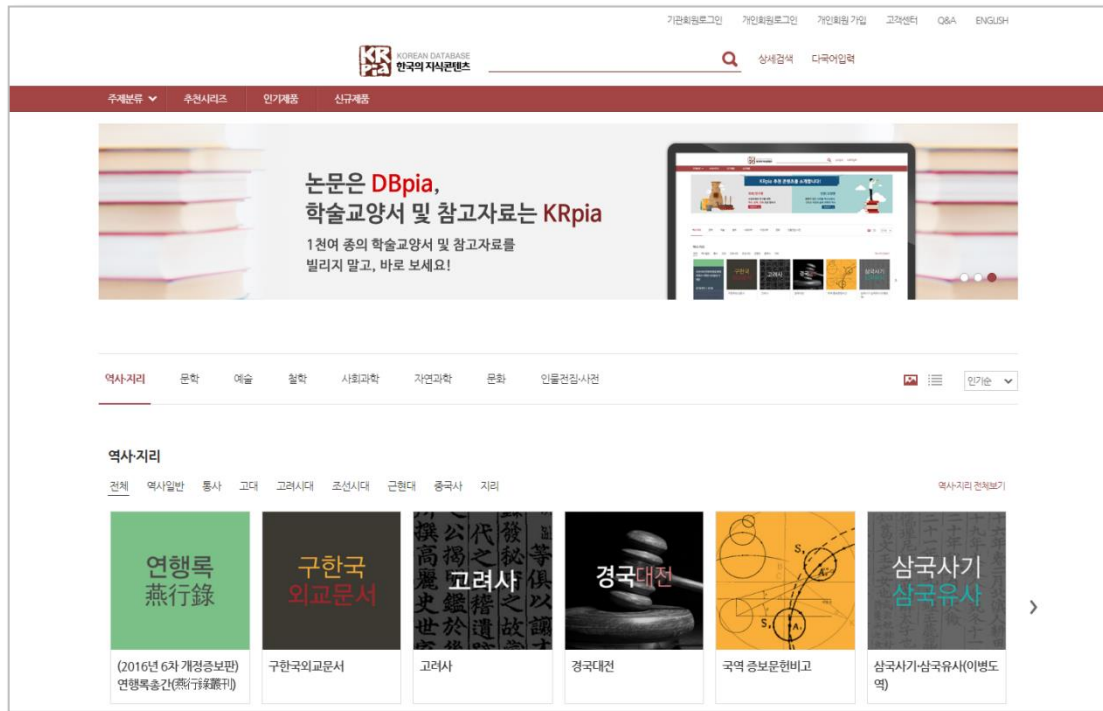 기관회원로그인 개인회원로그인 개인회원 가입 고객센터 Q&A ENGLISH
KRpia KOREAN DATABASE
한국의 지식콘텐츠
상세검색 다국어입력
주제분류 추천시리즈 인기제품 신규제품
논문은 DBpia,
학술교양서 및 참고자료는 KRpia
1천여 종의 학술교양서 및 참고자료를
빌리지 말고, 바로 보세요!
역사·지리 문학 예술 철학 사회과학 자연과학 문화 인물전집·사전
인기순
역사·지리
전체 역사일반 통사 고대 고려시대 조선시대 근현대 중국사 지리
역사·지리 전체보기
연행록
燕行錄
구한국
외교문서
고려사
경국대전
삼국사기
삼국유사
(2016년 6차 개정증보판)
연행록총간(燕行錄叢刊)
구한국외교문서
고려사
경국대전
국역 증보문헌비고
삼국사기·삼국유사(이병도
역)